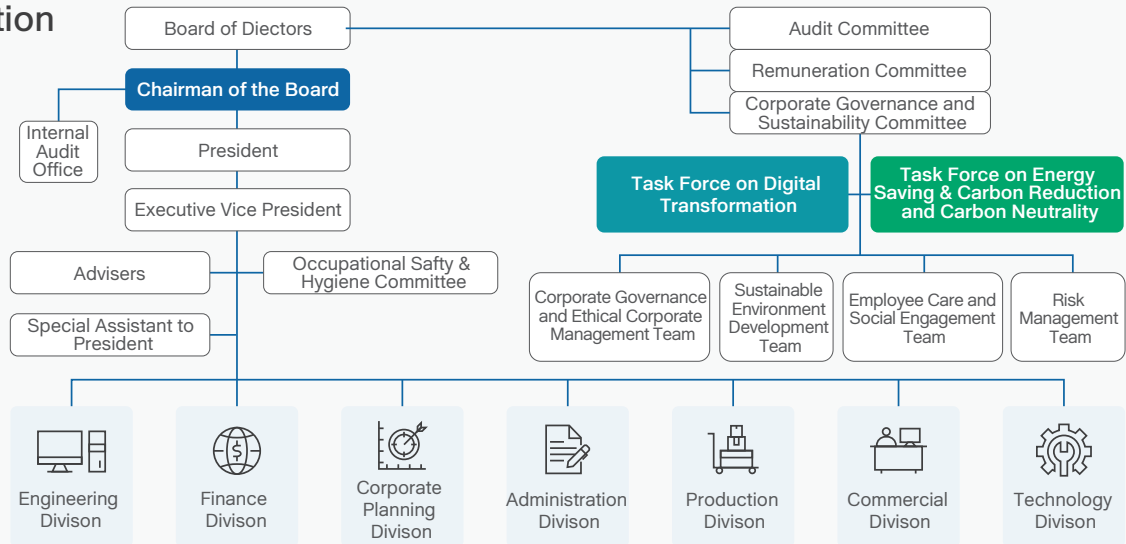 tion
Board of Diectors
Audit Committee
Chairman of the Board
Remuneration Committee
Internal
Audit
Office
Corporate Governance and
Sustainability Committee
President
Task Force on Digital
Transformation
Task Force on Energy
Saving & Carbon Reduction
and Carbon Neutrality
Executive Vice President
Advisers
Occupational Safty &
Hygiene Committee
Special Assistant to
President
Corporate Governance
and Ethical Corporate
Management Team
Sustainable
Environment
Development
Team
Employee Care and
Social Engagement
Team
Risk
Management
Team
$
Engineering
Divison
Finance
Divison
Corporate
Planning
Divison
Administration
Divison
Production
Divison
Commercial
Divison
Technology
Divison